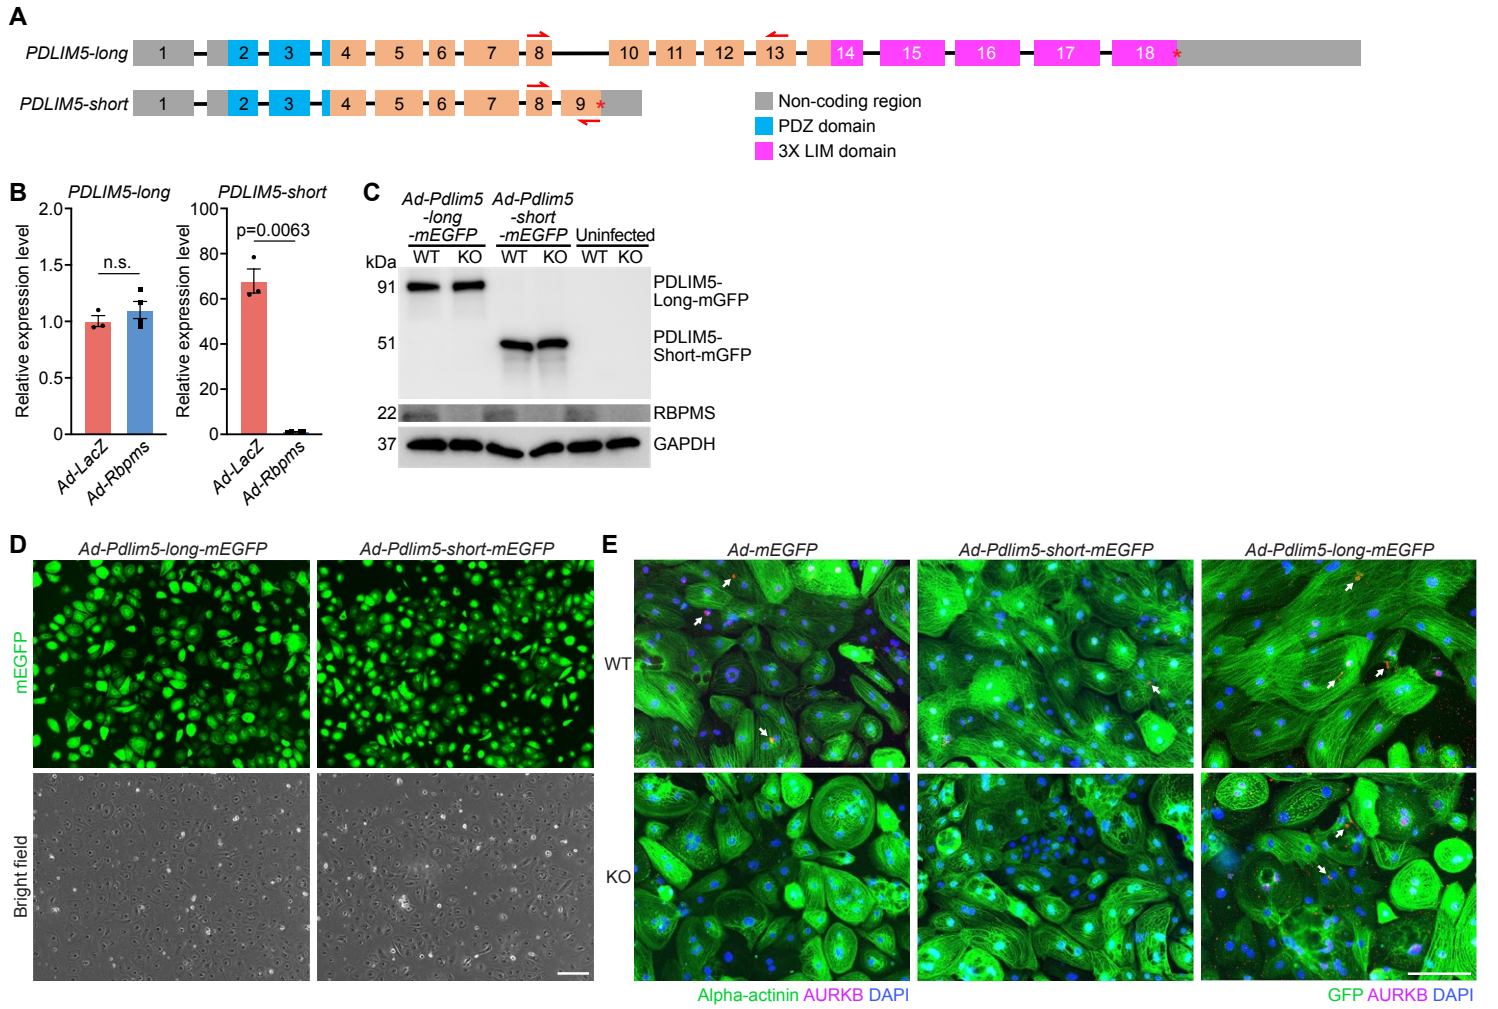 A
PDLIM5-long 1 2 3 4 5 6 7 8 10 11 12 13 14 15 16 17 18 *
PDLIM5-short 1 2 3 4 5 6 7 8 9 *
Non-coding region
PDZ domain
3X LIM domain
B
PDLIM5-long
Relative expression level
2.0
1.5
1.0
0.5
0
n.s.
Ad-LacZ
Ad-Rbpms
PDLIM5-short
Relative expression level
100
80
60
40
20
0
p=0.0063
Ad-LacZ
Ad-Rbpms
C
Ad-Pdlim5
-long
-mEGFP
Ad-Pdlim5
-short
-mEGFP
Uninfected
WT KO WT KO WT KO
kDa
91
PDLIM5-
Long-mGFP
51
PDLIM5-
Short-mGFP
22 RBPMS
37 GAPDH
D
Ad-Pdlim5-long-mEGFP
Ad-Pdlim5-short-mEGFP
mEGFP
Bright field
E
Ad-mEGFP
Ad-Pdlim5-short-mEGFP
Ad-Pdlim5-long-mEGFP
WT
KO
Alpha-actinin AURKB DAPI
GFP AURKB DAPI